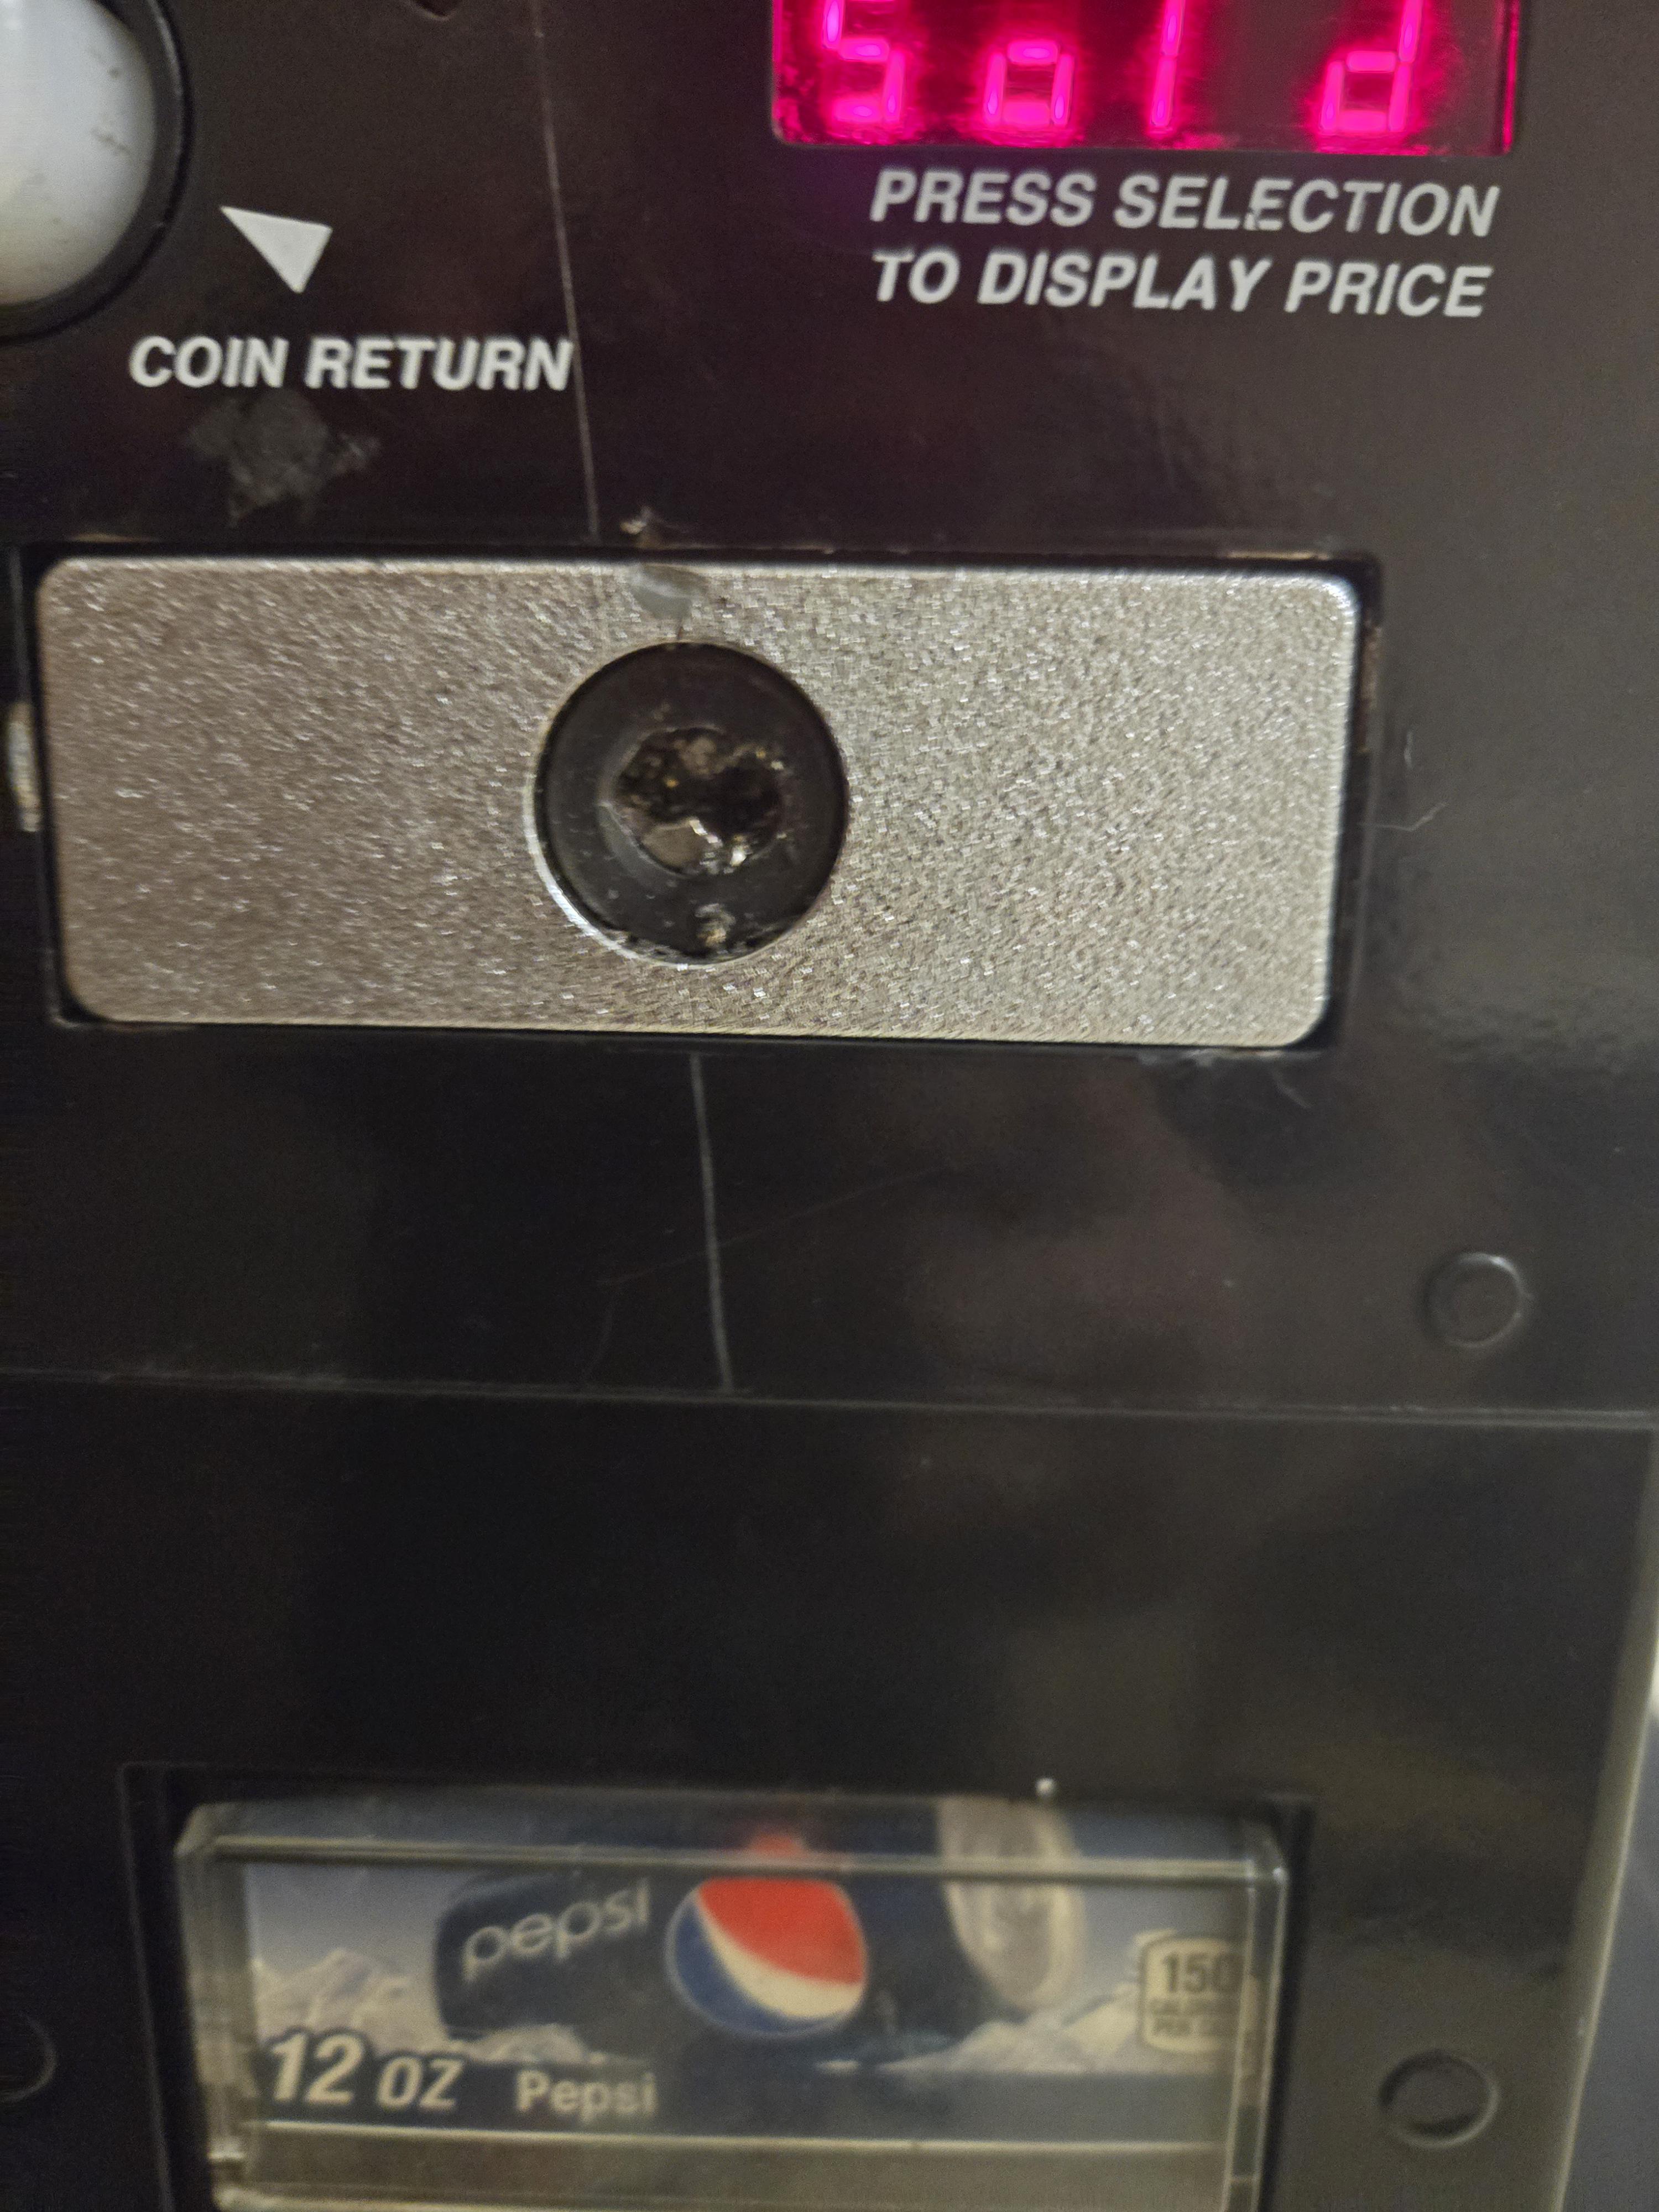 Sold
PRESS SELECTION
TO DISPLAY PRICE
COIN RETURN
pepsi
150
12 OZ Pepsi